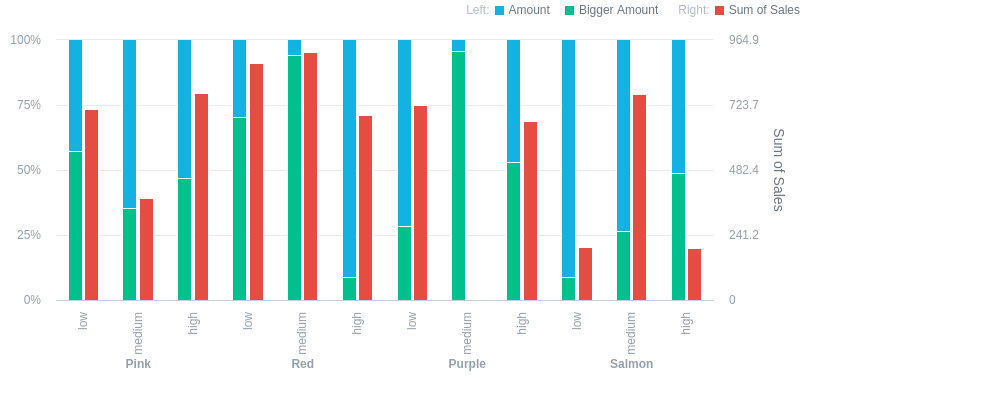 Left: Amount Bigger Amount Right: Sum of Sales
100% 964.9
75% 723.7
50% 482.4
25% 241.2
0% 0
Sum of Sales
low medium high low medium high low medium high low medium high
Pink Red Purple Salmon